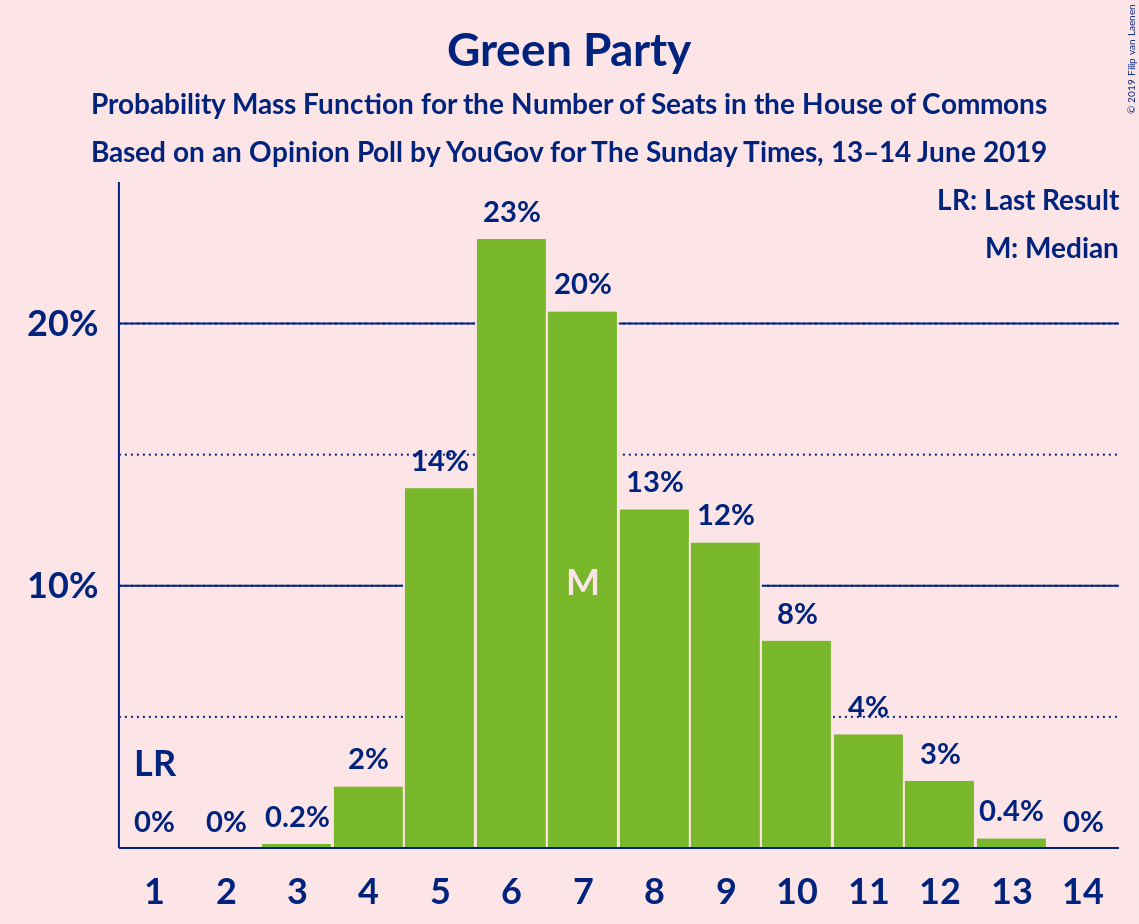 Green Party
Probability Mass Function for the Number of Seats in the House of Commons
Based on an Opinion Poll by YouGov for The Sunday Times, 13–14 June 2019
© 2019 Filip van Laenen
LR: Last Result
M: Median
23%
20%
20%
14%
13%
12%
M
10%
8%
4%
LR
2%
3%
0%
0%
0.2%
0.4%
0%
1 2 3 4 5 6 7 8 9 10 11 12 13 14